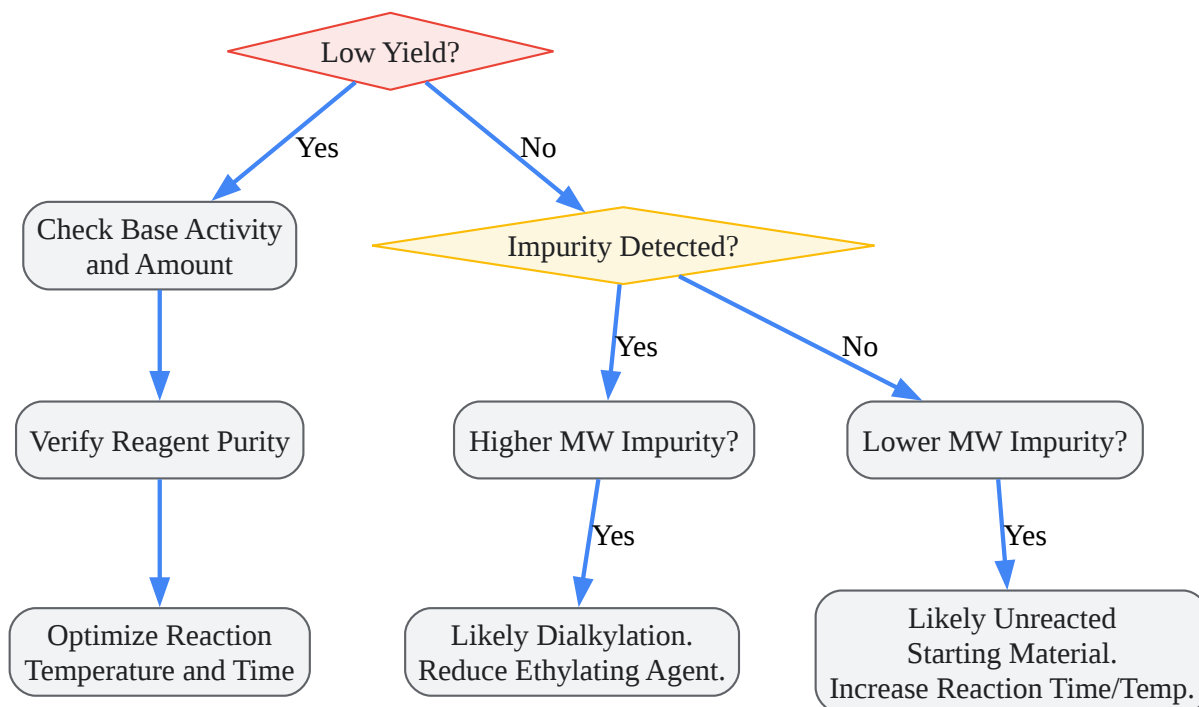 Low Yield?
Yes
No
Check Base Activity
and Amount
Impurity Detected?
Yes
No
Verify Reagent Purity
Higher MW Impurity?
Lower MW Impurity?
Yes
Yes
Optimize Reaction
Temperature and Time
Likely Dialkylation.
Reduce Ethylating Agent.
Likely Unreacted
Starting Material.
Increase Reaction Time/Temp.